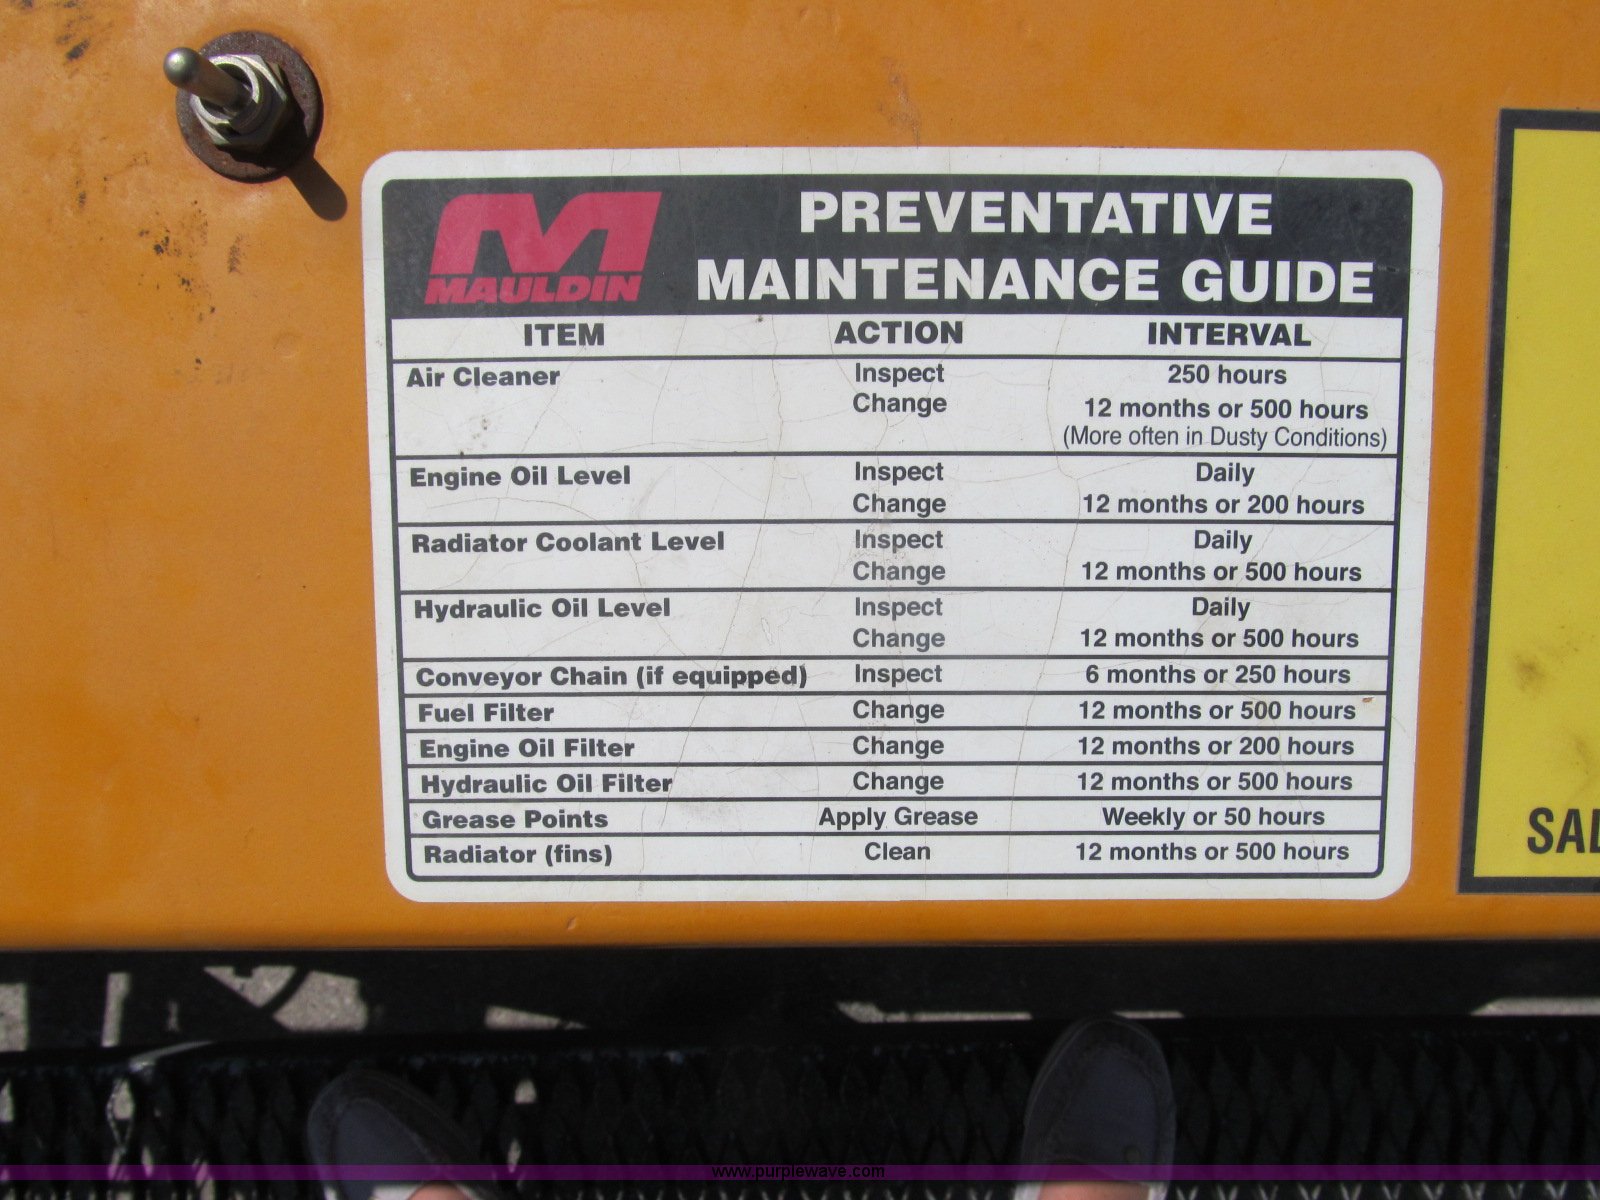 MAULDIN
PREVENTATIVE
MAINTENANCE GUIDE
ITEM ACTION INTERVAL
Air Cleaner Inspect 250 hours
Change 12 months or 500 hours
(More often in Dusty Conditions)
Engine Oil Level Inspect Daily
Change 12 months or 200 hours
Radiator Coolant Level Inspect Daily
Change 12 months or 500 hours
Hydraulic Oil Level Inspect Daily
Change 12 months or 500 hours
Conveyor Chain (if equipped) Inspect 6 months or 250 hours
Fuel Filter Change 12 months or 500 hours
Engine Oil Filter Change 12 months or 200 hours
Hydraulic Oil Filter Change 12 months or 500 hours
Grease Points Apply Grease Weekly or 50 hours
Radiator (fins) Clean 12 months or 500 hours
www.purplewave.com